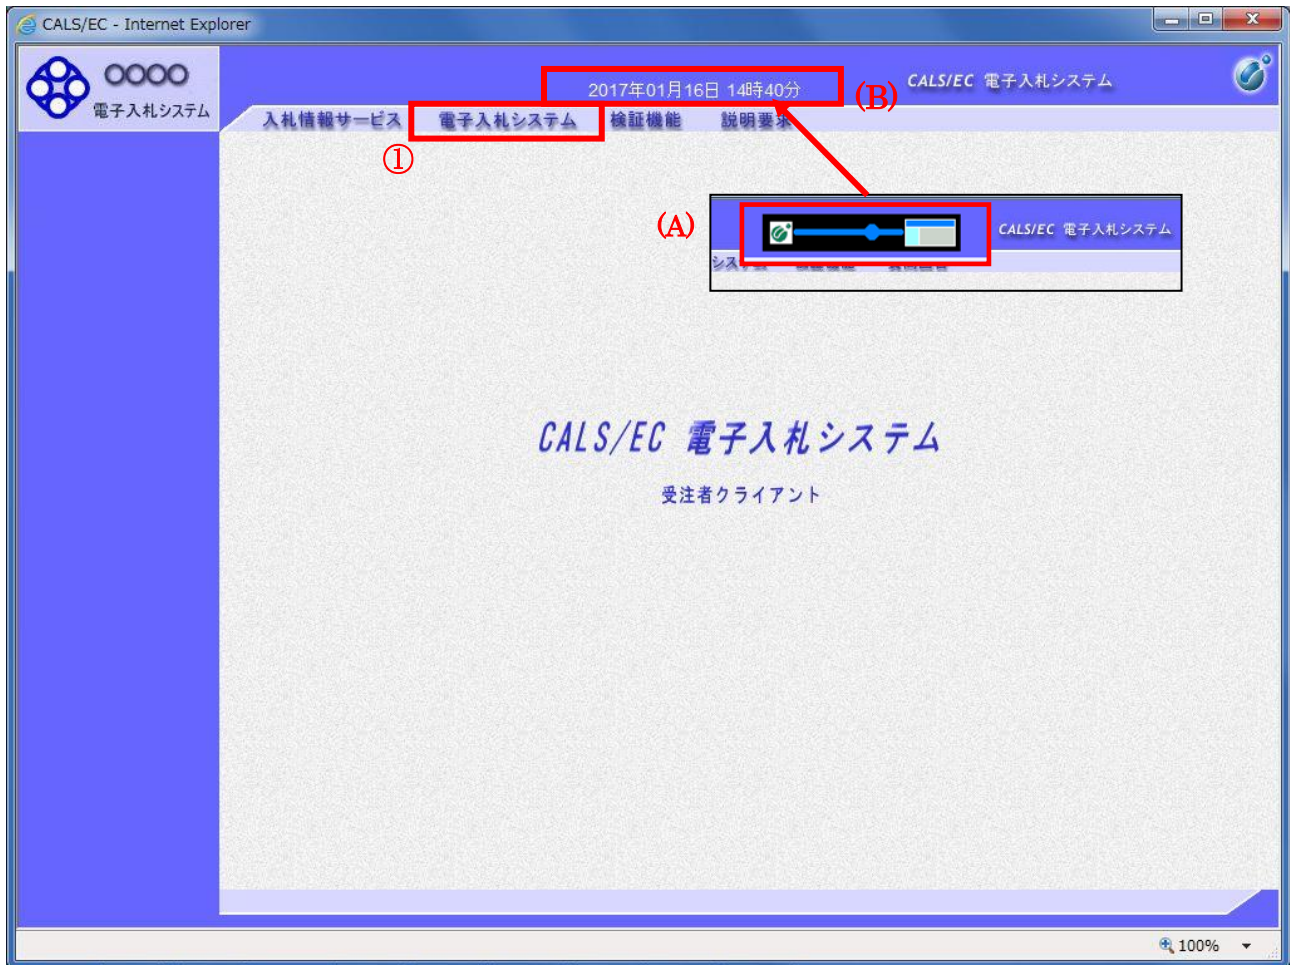 CALS/EC - Internet Explorer
○○○○
電子入札システム
2017年01月16日 14時40分
(B)
CALS/EC 電子入札システム
入札情報サービス 電子入札システム 検証機能 説明要求
①
(A)
CALS/EC 電子入札システム
CALS/EC 電子入札システム
受注者クライアント
100%